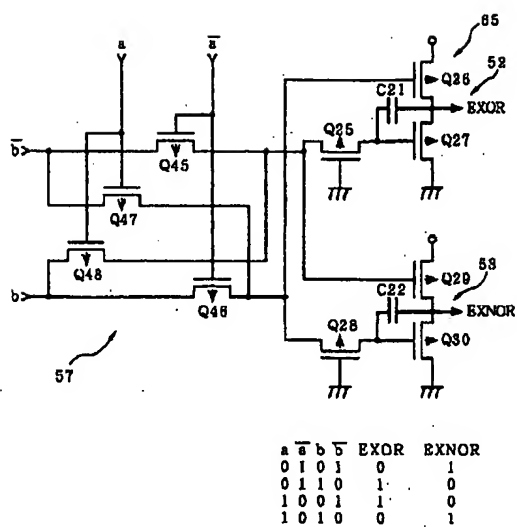 a
a̅
65
Q26
52
C21
EXOR
b̅
Q45
Q25
Q27
Q47
Q48
Q29
53
b
Q46
Q28
C22
EXNOR
Q30
57
a a̅ b b̅ EXOR EXNOR
0 1 0 1 0 1
0 1 1 0 1 0
1 0 0 1 1 0
1 0 1 0 0 1